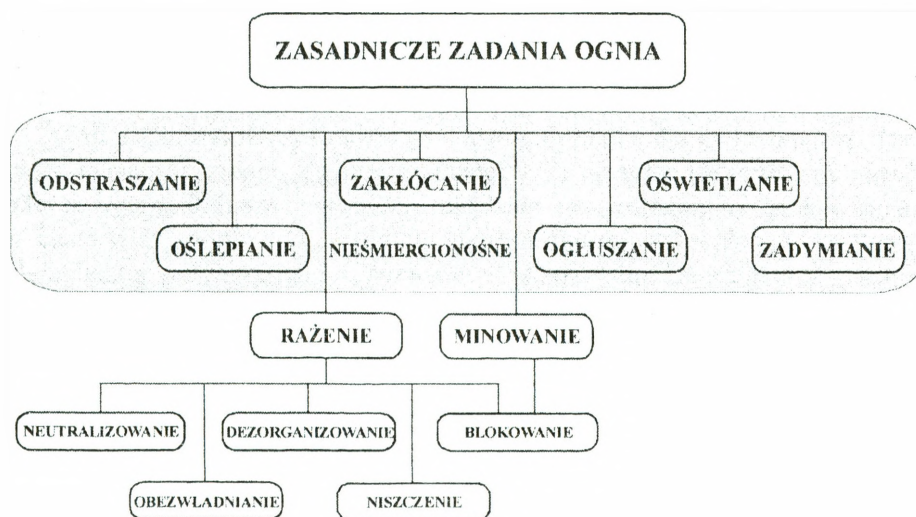 ZASADNICZE ZADANIA OGNIA
ODSTRASZANIE
ZAKŁÓCANIE
OŚWIETLANIE
OŚLEPIANIE
NIEŚMIERCIONOŚNE
OGŁUSZANIE
ZADYMIANIE
RAŻENIE
MINOWANIE
NEUTRALIZOWANIE
DEZORGANIZOWANIE
BLOKOWANIE
OBEZWŁADNIANIE
NISZCZENIE